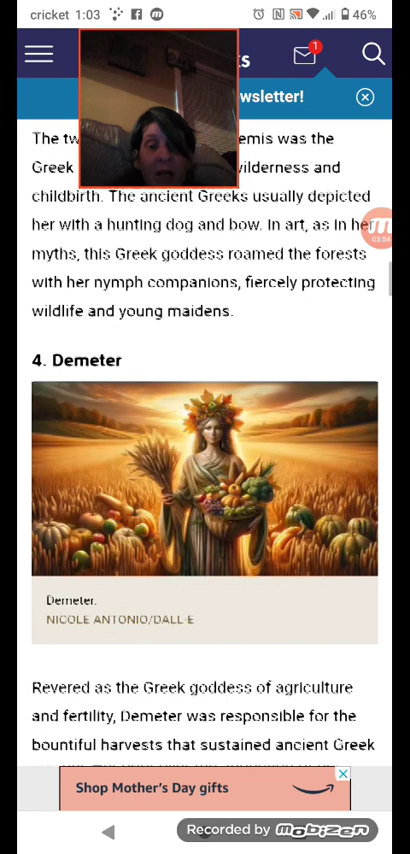 cricket 1:03
46%
1
wsletter!
emis was the
Greek
wilderness and
childbirth. The ancient Greeks usually depicted
her with a hunting dog and bow. In art, as in her
myths, this Greek goddess roamed the forests
with her nymph companions, fiercely protecting
wildlife and young maidens.
03:54
4. Demeter
Demeter.
NICOLE ANTONIO/DALL-E
Revered as the Greek goddess of agriculture
and fertility, Demeter was responsible for the
bountiful harvests that sustained ancient Greek
Shop Mother's Day gifts
Recorded by mobizen